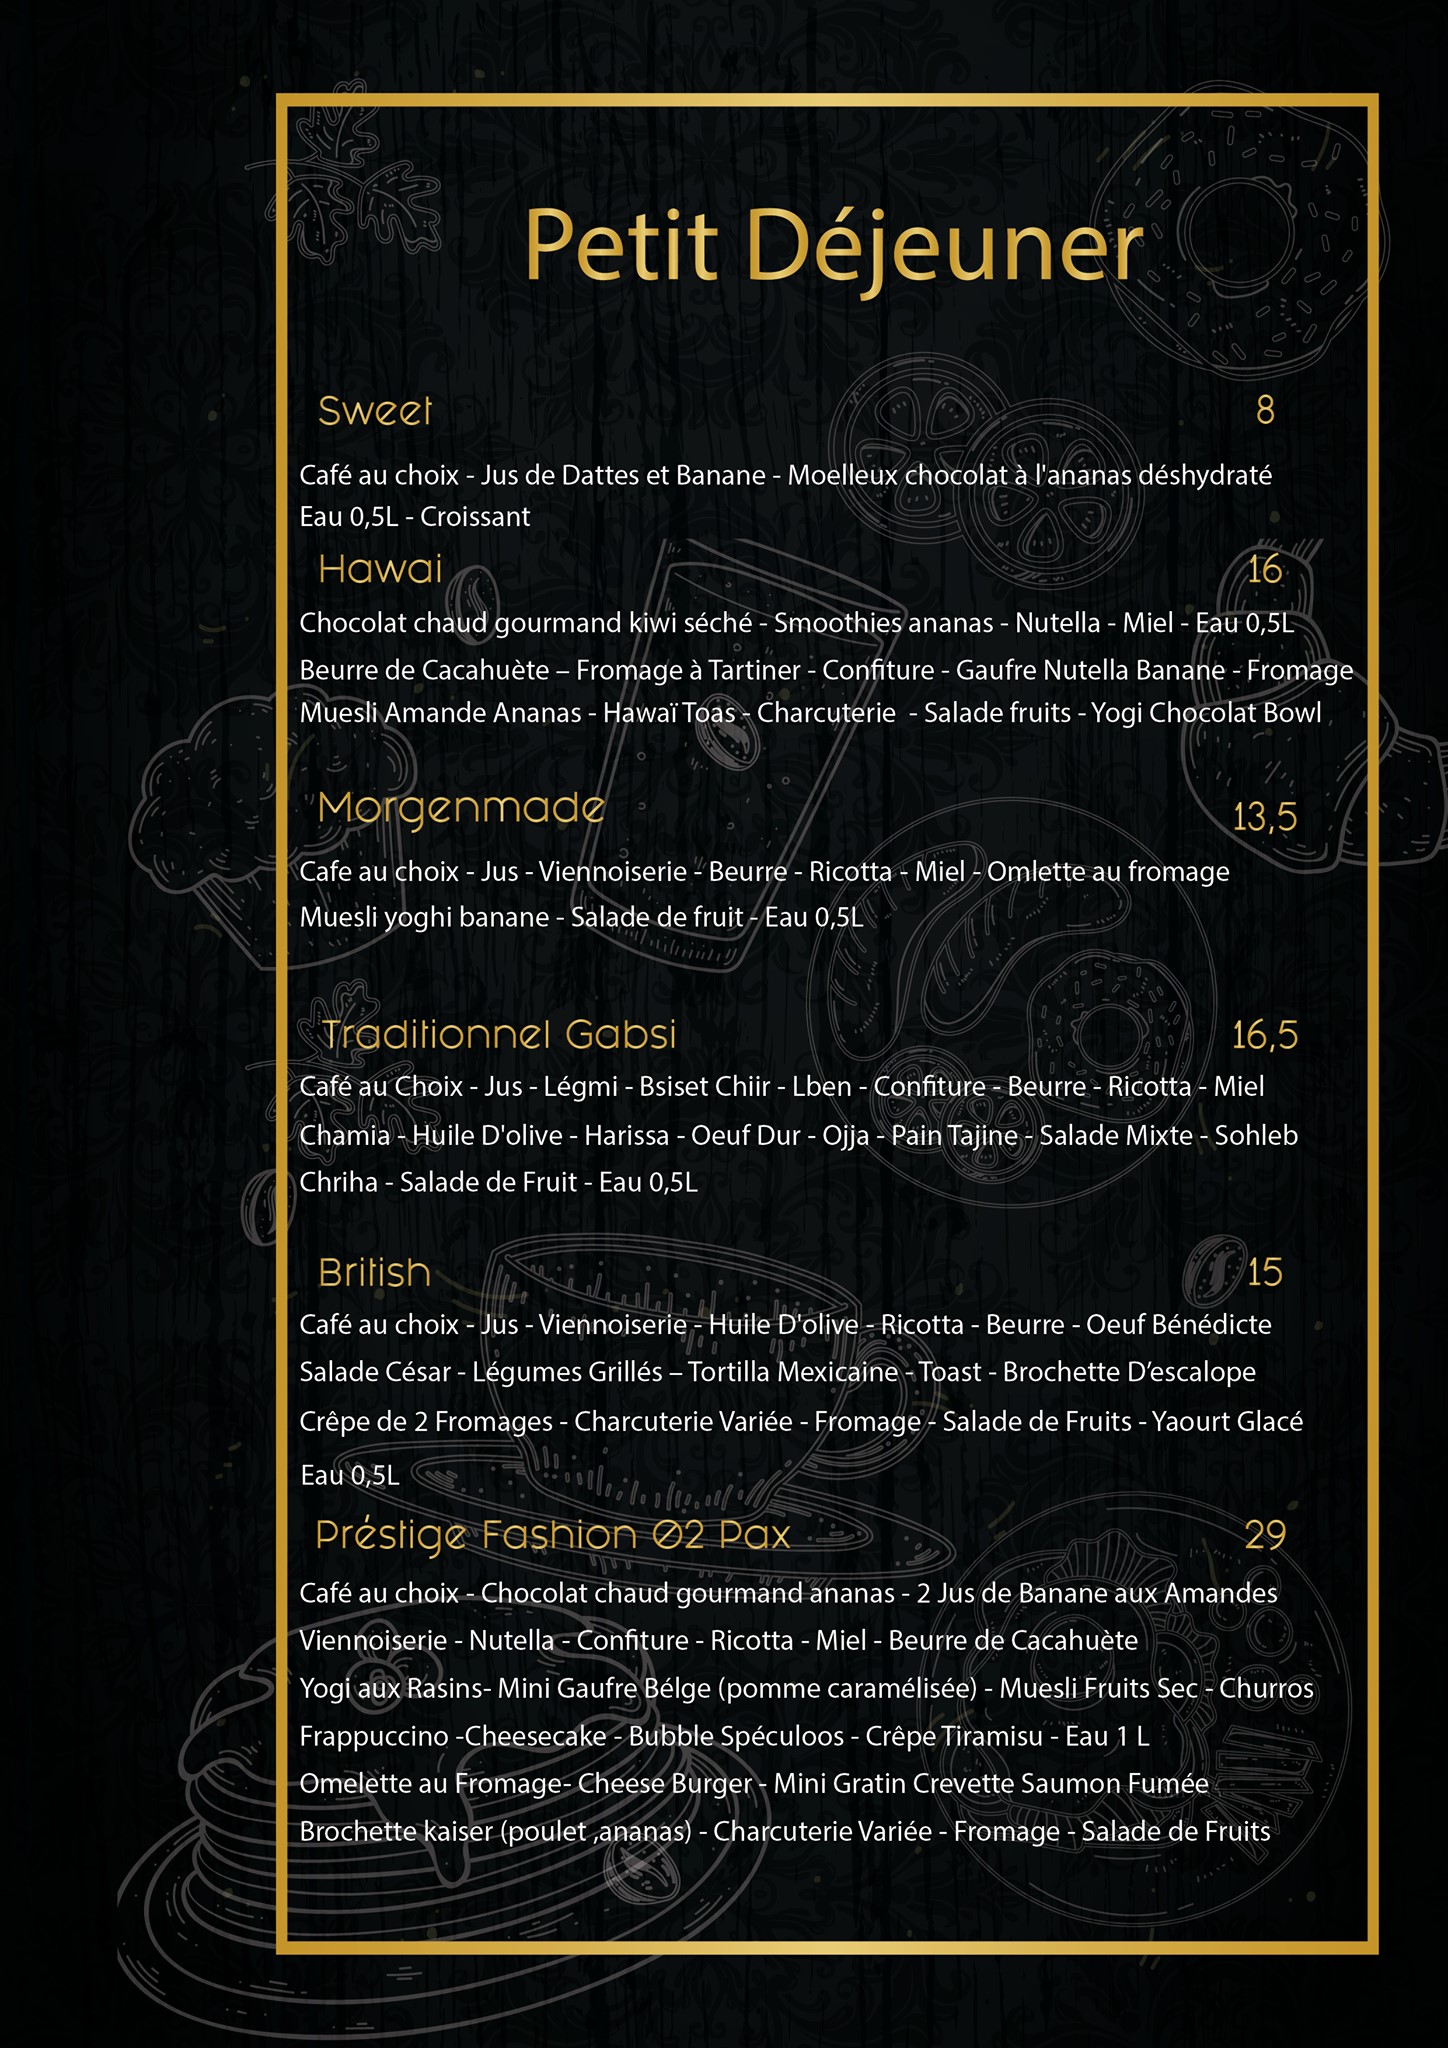 Petit Déjeuner
Sweet 8
Café au choix - Jus de Dattes et Banane - Moelleux chocolat à l'ananas déshydraté
Eau 0,5L - Croissant
Hawai 16
Chocolat chaud gourmand kiwi séché - Smoothies ananas - Nutella - Miel - Eau 0,5L
Beurre de Cacahuète – Fromage à Tartiner - Confiture - Gaufre Nutella Banane - Fromage
Muesli Amande Ananas - Hawaï Toas - Charcuterie  - Salade fruits - Yogi Chocolat Bowl
Morgenmade 13,5
Cafe au choix - Jus - Viennoiserie - Beurre - Ricotta - Miel - Omlette au fromage
Muesli yoghi banane - Salade de fruit - Eau 0,5L
Traditionnel Gabsi 16,5
Café au Choix - Jus - Légmi - Bsiset Chiir - Lben - Confiture - Beurre - Ricotta - Miel
Chamia - Huile D'olive - Harissa - Oeuf Dur - Ojja - Pain Tajine - Salade Mixte - Sohleb
Chriha - Salade de Fruit - Eau 0,5L
British 15
Café au choix - Jus - Viennoiserie - Huile D'olive - Ricotta - Beurre - Oeuf Bénédicte
Salade César - Légumes Grillés – Tortilla Mexicaine - Toast - Brochette D’escalope
Crêpe de 2 Fromages - Charcuterie Variée - Fromage - Salade de Fruits - Yaourt Glacé
Eau 0,5L
Préstige Fashion 02 Pax 29
Café au choix - Chocolat chaud gourmand ananas - 2 Jus de Banane aux Amandes
Viennoiserie - Nutella - Confiture - Ricotta - Miel - Beurre de Cacahuète
Yogi aux Rasins- Mini Gaufre Bélge (pomme caramélisée) - Muesli Fruits Sec - Churros
Frappuccino -Cheesecake - Bubble Spéculoos - Crêpe Tiramisu - Eau 1 L
Omelette au Fromage- Cheese Burger - Mini Gratin Crevette Saumon Fumée
Brochette kaiser (poulet ,ananas) - Charcuterie Variée - Fromage - Salade de Fruits